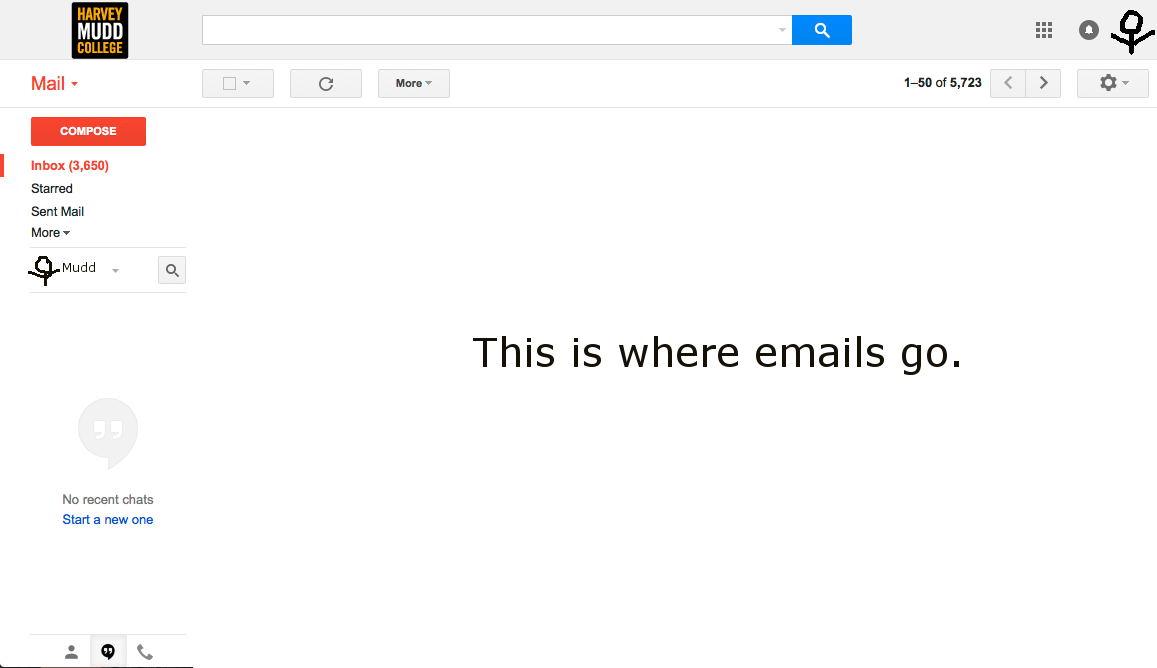 HARVEY
MUDD
COLLEGE
Mail
More
1–50 of 5,723
COMPOSE
Inbox (3,650)
Starred
Sent Mail
More
Mudd
This is where emails go.
No recent chats
Start a new one